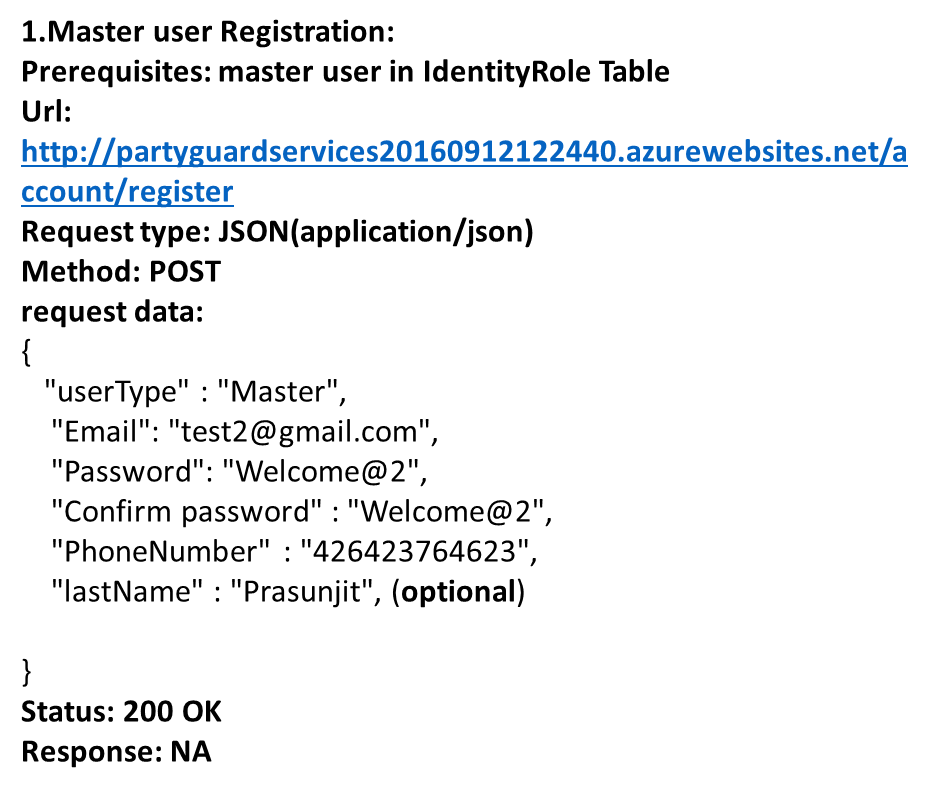 1.Master user Registration:
Prerequisites: master user in IdentityRole Table
Url:
http://partyguardservices20160912122440.azurewebsites.net/a
ccount/register
Request type: JSON(application/json)
Method: POST
request data:
{
"userType" : "Master",
"Email": "test2@gmail.com",
"Password": "Welcome@2",
"Confirm password" : "Welcome@2",
"PhoneNumber" : "426423764623",
"lastName" : "Prasunjit", (optional)
}
Status: 200 OK
Response: NA